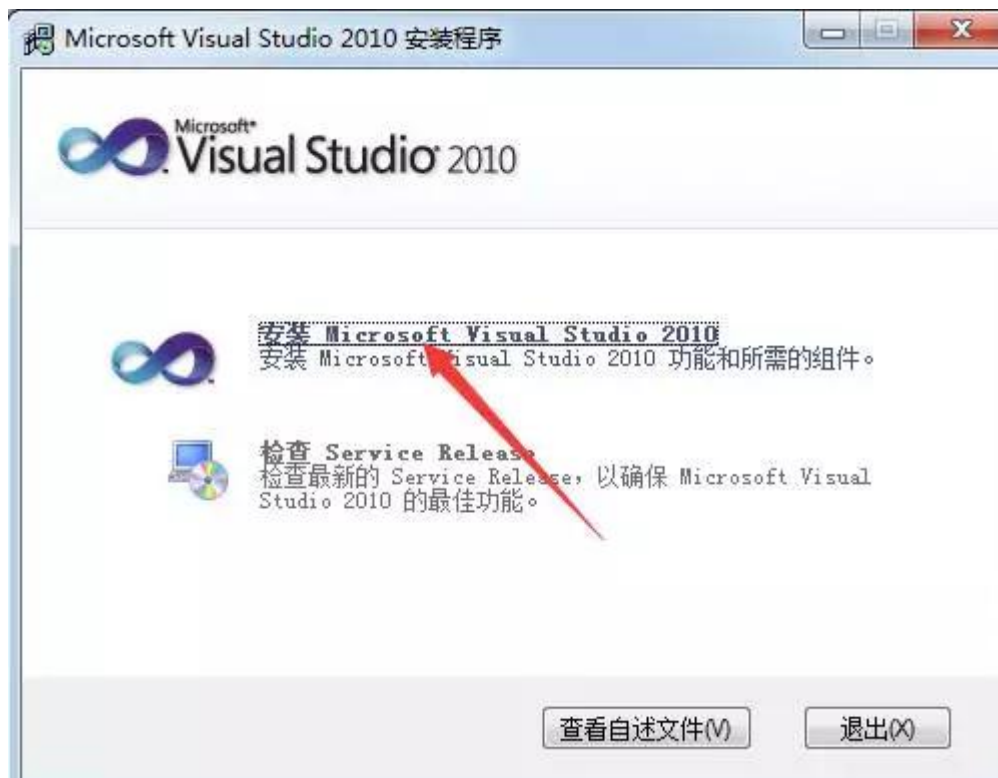 Microsoft Visual Studio 2010 安装程序
Microsoft®
Visual Studio® 2010
安装 Microsoft Visual Studio 2010
安装 Microsoft Visual Studio 2010 功能和所需的组件。
检查 Service Release
检查最新的 Service Release，以确保 Microsoft Visual
Studio 2010 的最佳功能。
查看自述文件(V)
退出(X)